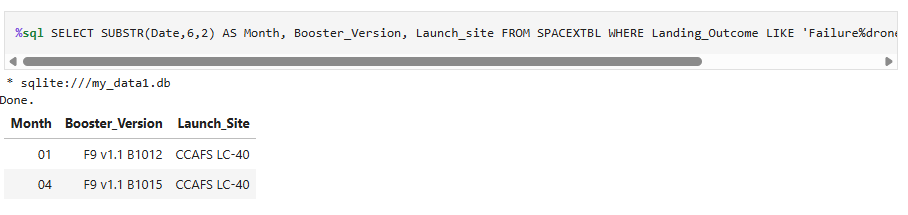 %sql SELECT SUBSTR(Date,6,2) AS Month, Booster_Version, Launch_site FROM SPACEXTBL WHERE Landing_Outcome LIKE 'Failure%drone
* sqlite:///my_data1.db
Done.
Month Booster_Version Launch_Site
01 F9 v1.1 B1012 CCAFS LC-40
04 F9 v1.1 B1015 CCAFS LC-40